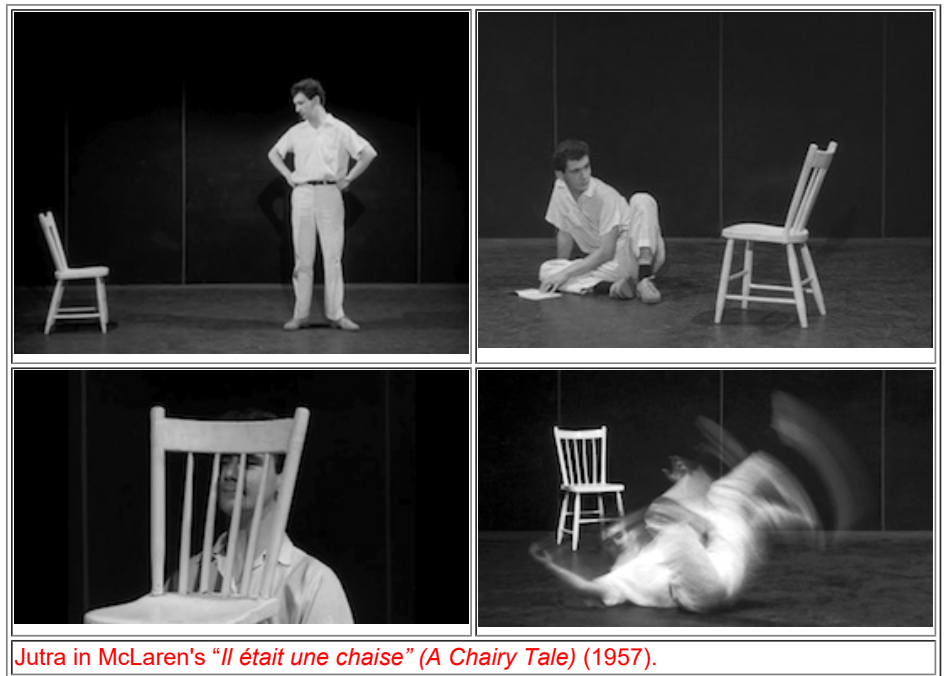 Jutra in McLaren's “Il était une chaise” (A Chairy Tale) (1957).